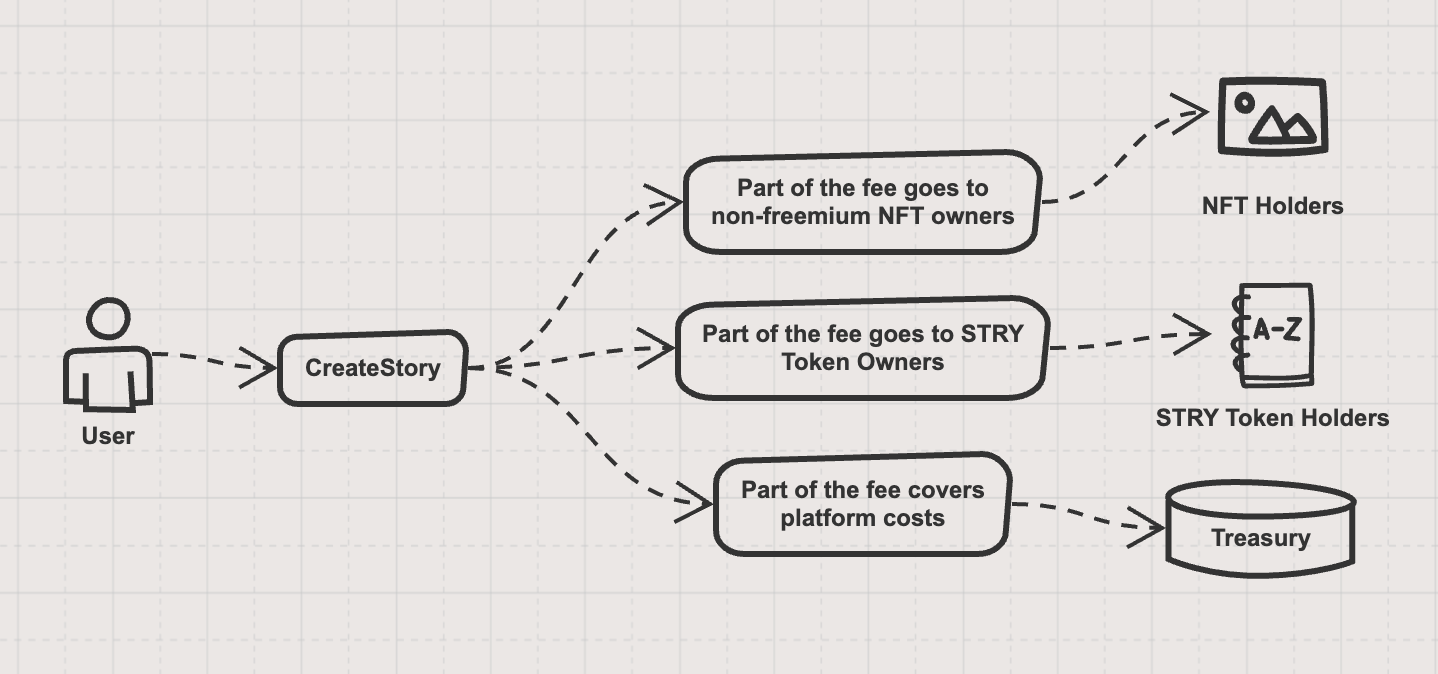 User
CreateStory
Part of the fee goes to
non-freemium NFT owners
NFT Holders
Part of the fee goes to STRY
Token Owners
A-Z
STRY Token Holders
Part of the fee covers
platform costs
Treasury